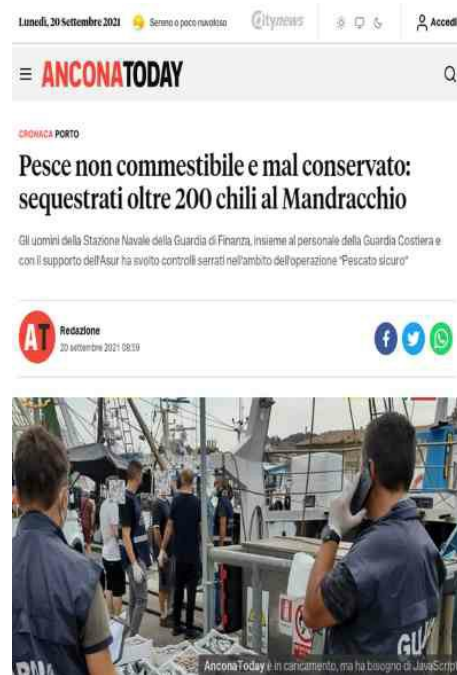 Lunedì, 20 Settembre 2021 Sereno o poco nuvoloso Citynews Accedi
ANCONATODAY
CRONACA PORTO
Pesce non commestibile e mal conservato:
sequestrati oltre 200 chili al Mandracchio
Gli uomini della Stazione Navale della Guardia di Finanza, insieme al personale della Guardia Costiera e
con il supporto dell'Asur ha svolto controlli serrati nell'ambito dell'operazione "Pescato sicuro"
AT
Redazione
20 settembre 2021 08:59
AnconaToday è in caricamento, ma ha bisogno di JavaScript